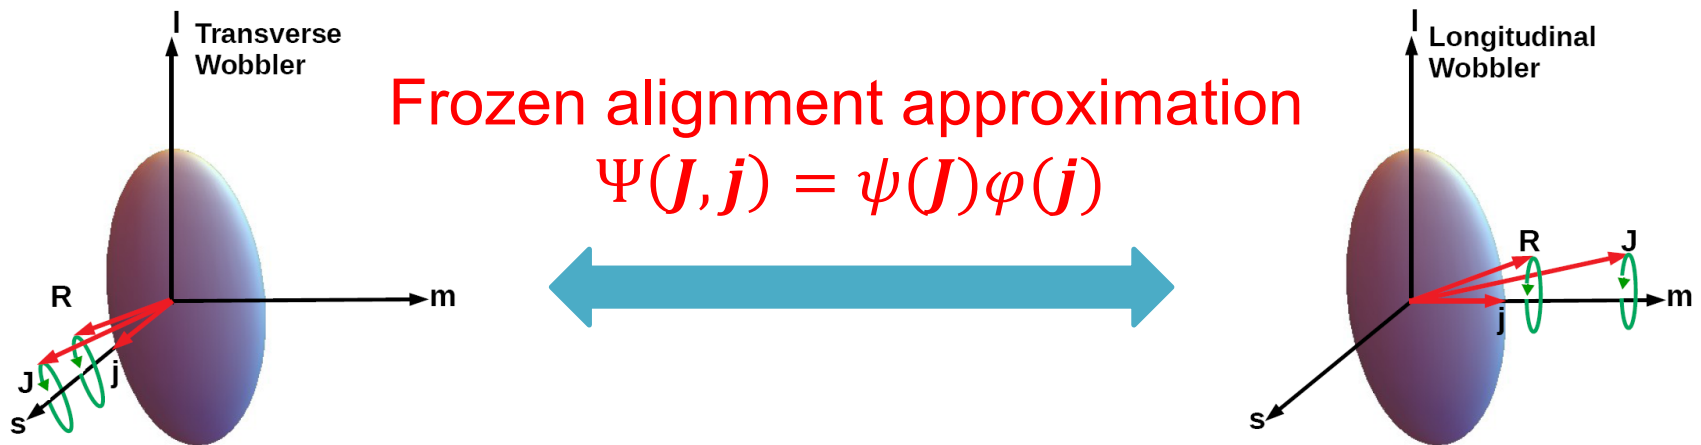 l
Transverse
Wobbler
R
J
j
s
m
Frozen alignment approximation
Ψ(J, j) = ψ(J)φ(j)
l
Longitudinal
Wobbler
R
J
j
m
s